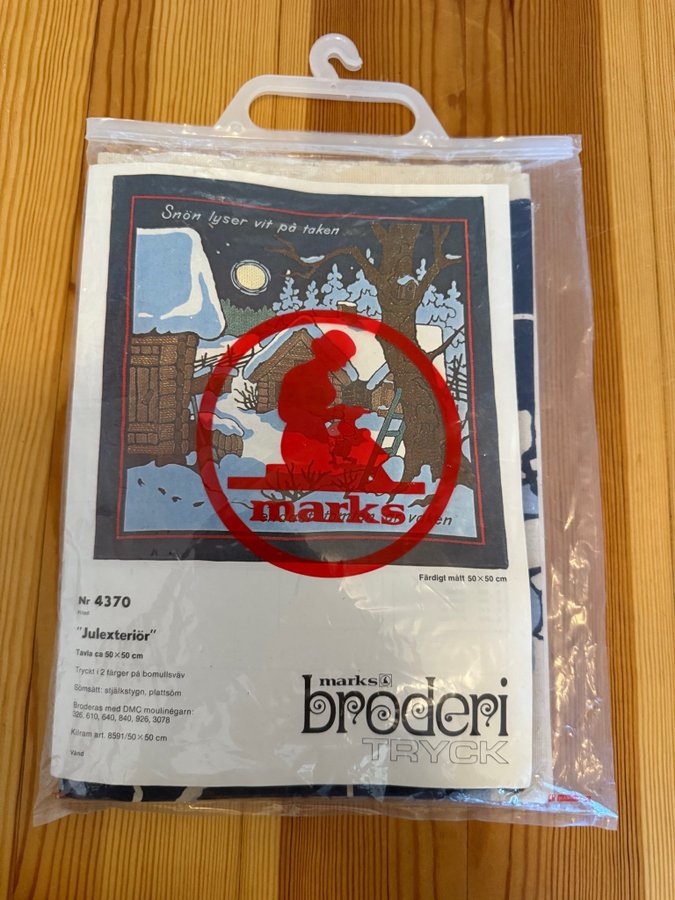 Snön lyser vit på taken
marks
vaken
Färdigt mått 50×50 cm
Nr 4370
"Julexteriör"
Tavla ca 50×50 cm
Tryckt i 2 färger på bomullsväv
Sömsätt: stjälkstygn, plattsöm
Broderas med DMC moulinégarn:
326, 610, 640, 840, 926, 3078
Kilram art. 8591/50×50 cm
Vänd
marks
broderi
TRYCK